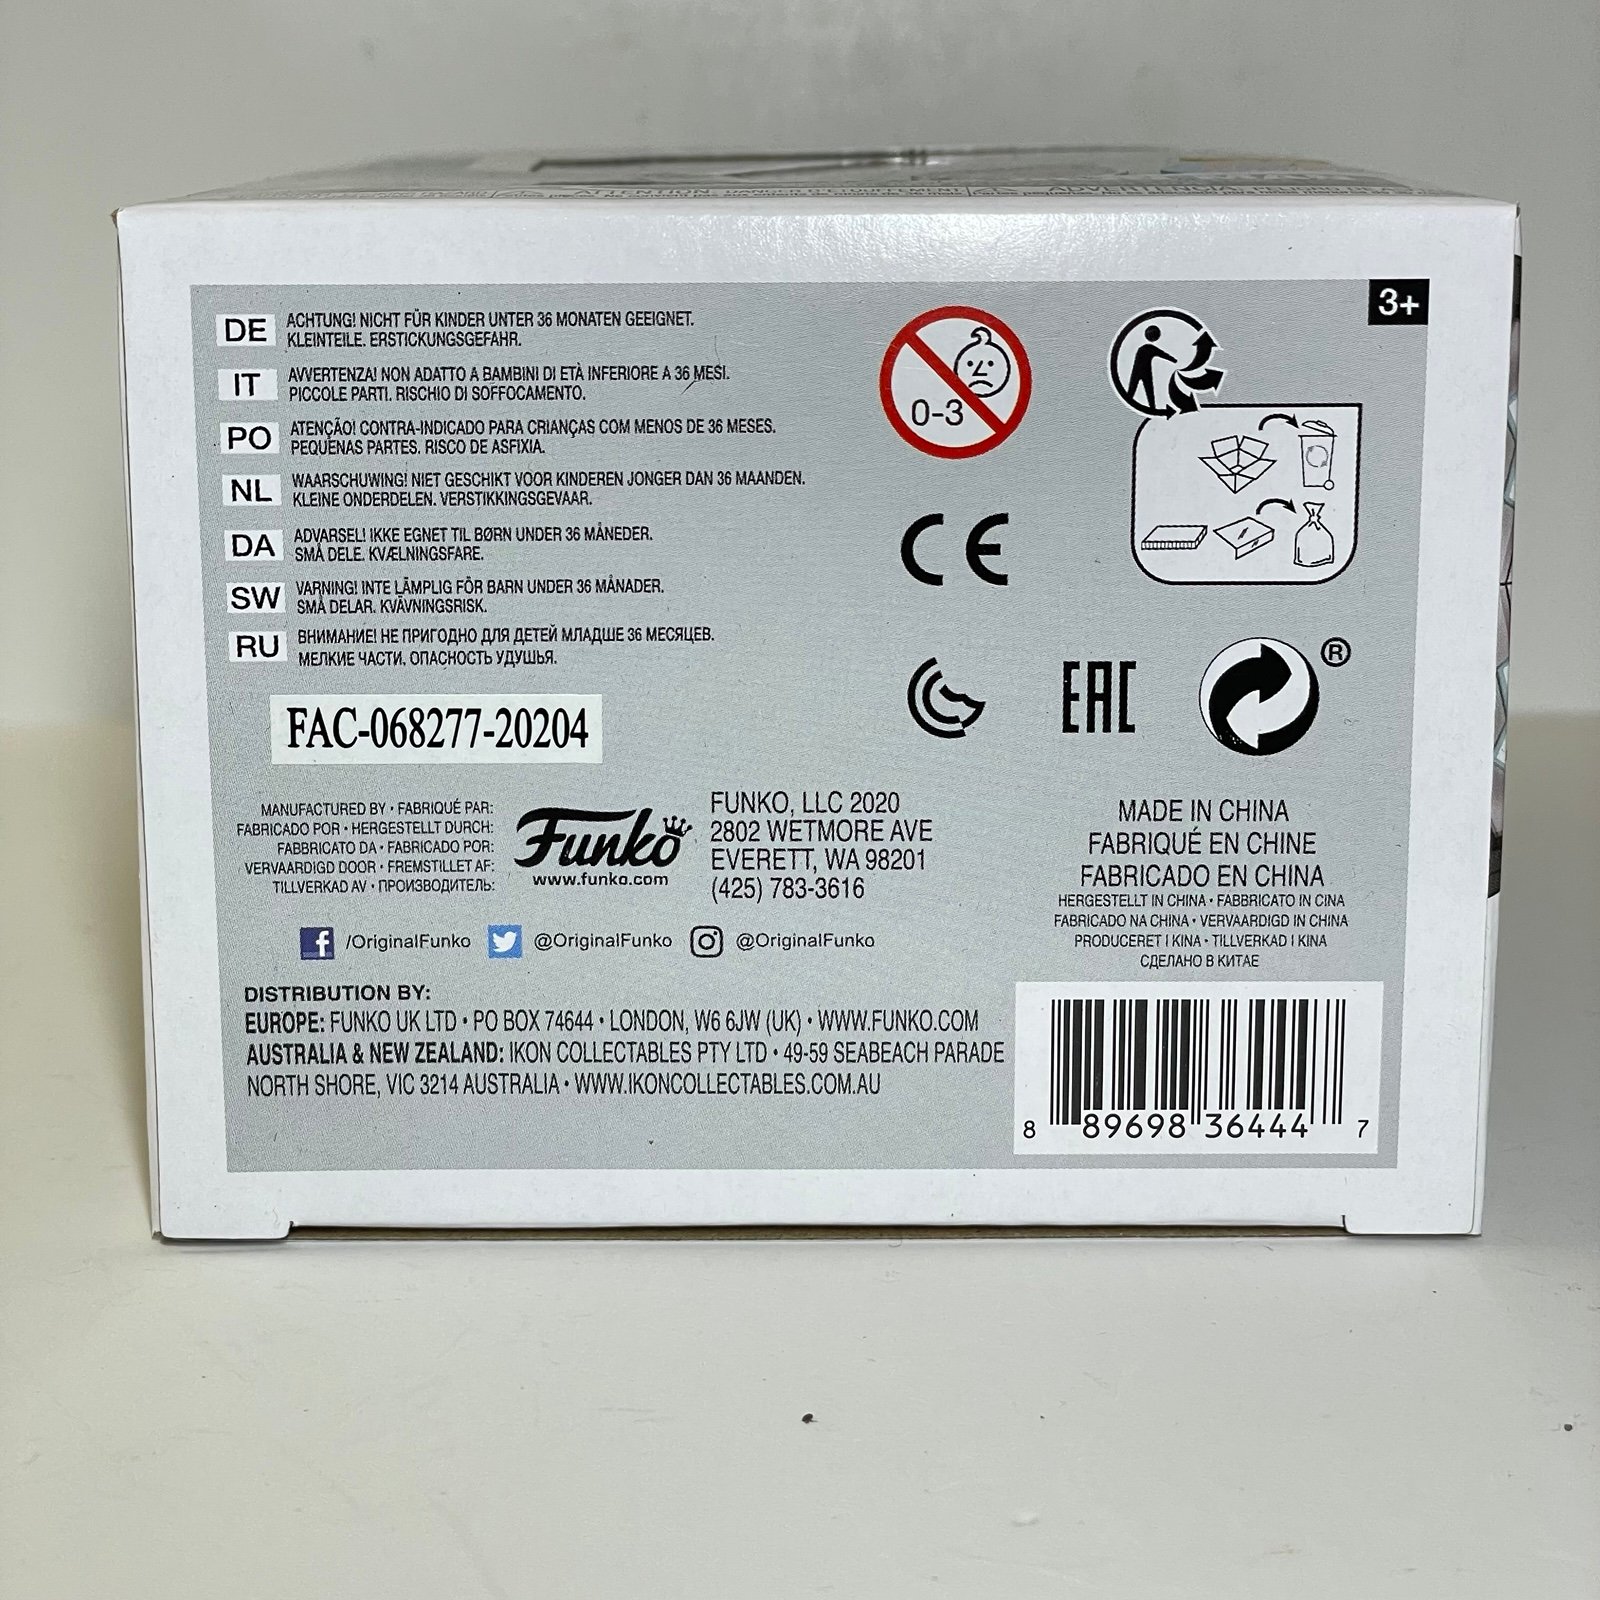 ATTENTION
ADVERTENCIA
3+
DE ACHTUNG! NICHT FÜR KINDER UNTER 36 MONATEN GEEIGNET.
KLEINTEILE. ERSTICKUNGSGEFAHR.
IT AVVERTENZA! NON ADATTO A BAMBINI DI ETÀ INFERIORE A 36 MESI.
PICCOLE PARTI. RISCHIO DI SOFFOCAMENTO.
PO ATENÇÃO! CONTRA-INDICADO PARA CRIANÇAS COM MENOS DE 36 MESES.
PEQUENAS PARTES. RISCO DE ASFIXIA.
NL WAARSCHUWING! NIET GESCHIKT VOOR KINDEREN JONGER DAN 36 MAANDEN.
KLEINE ONDERDELEN. VERSTIKKINGSGEVAAR.
DA ADVARSEL! IKKE EGNET TIL BØRN UNDER 36 MÅNEDER.
SMÅ DELE. KVÆLNINGSFARE.
SW VARNING! INTE LÄMPLIG FÖR BARN UNDER 36 MÅNADER.
SMÅ DELAR. KVÄVNINGSRISK.
RU ВНИМАНИЕ! НЕ ПРИГОДНО ДЛЯ ДЕТЕЙ МЛАДШЕ 36 МЕСЯЦЕВ.
МЕЛКИЕ ЧАСТИ. ОПАСНОСТЬ УДУШЬЯ.
0-3
CE
EAC
®
FAC-068277-20204
MANUFACTURED BY • FABRIQUÉ PAR:
FABRICADO POR • HERGESTELLT DURCH:
FABBRICATO DA • FABRICADO POR:
VERVAARDIGD DOOR • FREMSTILLET AF:
TILLVERKAD AV • ПРОИЗВОДИТЕЛЬ:
Funko
www.funko.com
FUNKO, LLC 2020
2802 WETMORE AVE
EVERETT, WA 98201
(425) 783-3616
MADE IN CHINA
FABRIQUÉ EN CHINE
FABRICADO EN CHINA
HERGESTELLT IN CHINA • FABBRICATO IN CINA
FABRICADO NA CHINA • VERVAARDIGD IN CHINA
PRODUCERET I KINA • TILLVERKAD I KINA
СДЕЛАНО В КИТАЕ
/OriginalFunko @OriginalFunko @OriginalFunko
DISTRIBUTION BY:
EUROPE: FUNKO UK LTD • PO BOX 74644 • LONDON, W6 6JW (UK) • WWW.FUNKO.COM
AUSTRALIA & NEW ZEALAND: IKON COLLECTABLES PTY LTD • 49-59 SEABEACH PARADE
NORTH SHORE, VIC 3214 AUSTRALIA • WWW.IKONCOLLECTABLES.COM.AU
8 89698 36444 7